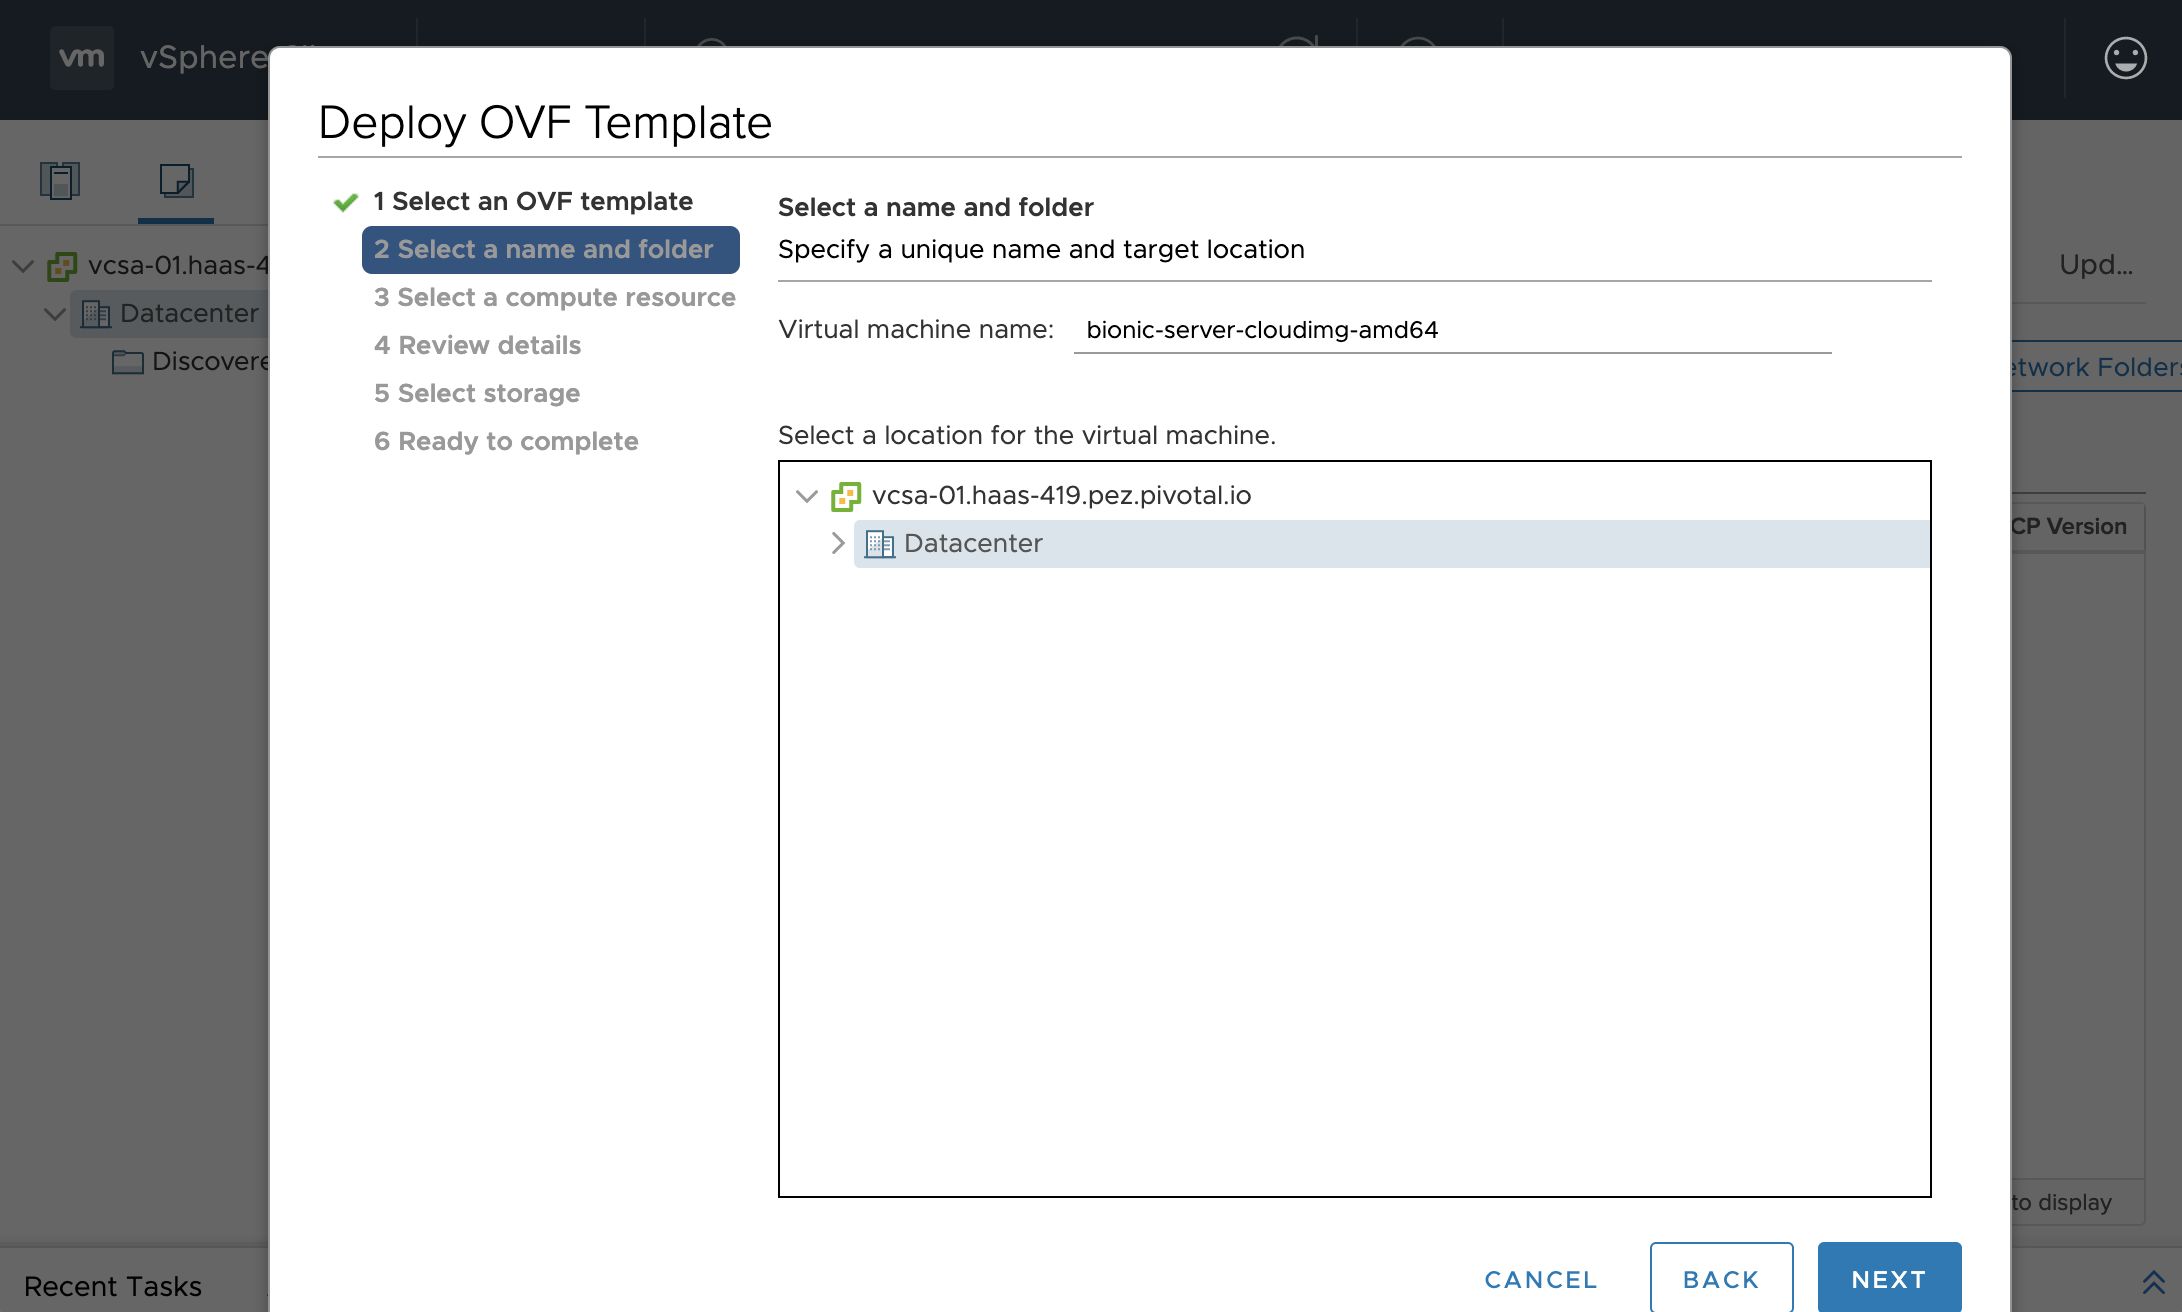 vm vSphere
Deploy OVF Template
1 Select an OVF template
2 Select a name and folder
3 Select a compute resource
4 Review details
5 Select storage
6 Ready to complete
Select a name and folder
Specify a unique name and target location
Virtual machine name: bionic-server-cloudimg-amd64
Select a location for the virtual machine.
vcsa-01.haas-419.pez.pivotal.io
Datacenter
CANCEL BACK NEXT
vcsa-01.haas-4
Datacenter
Discovere
Upd...
etwork Folders
CP Version
to display
Recent Tasks